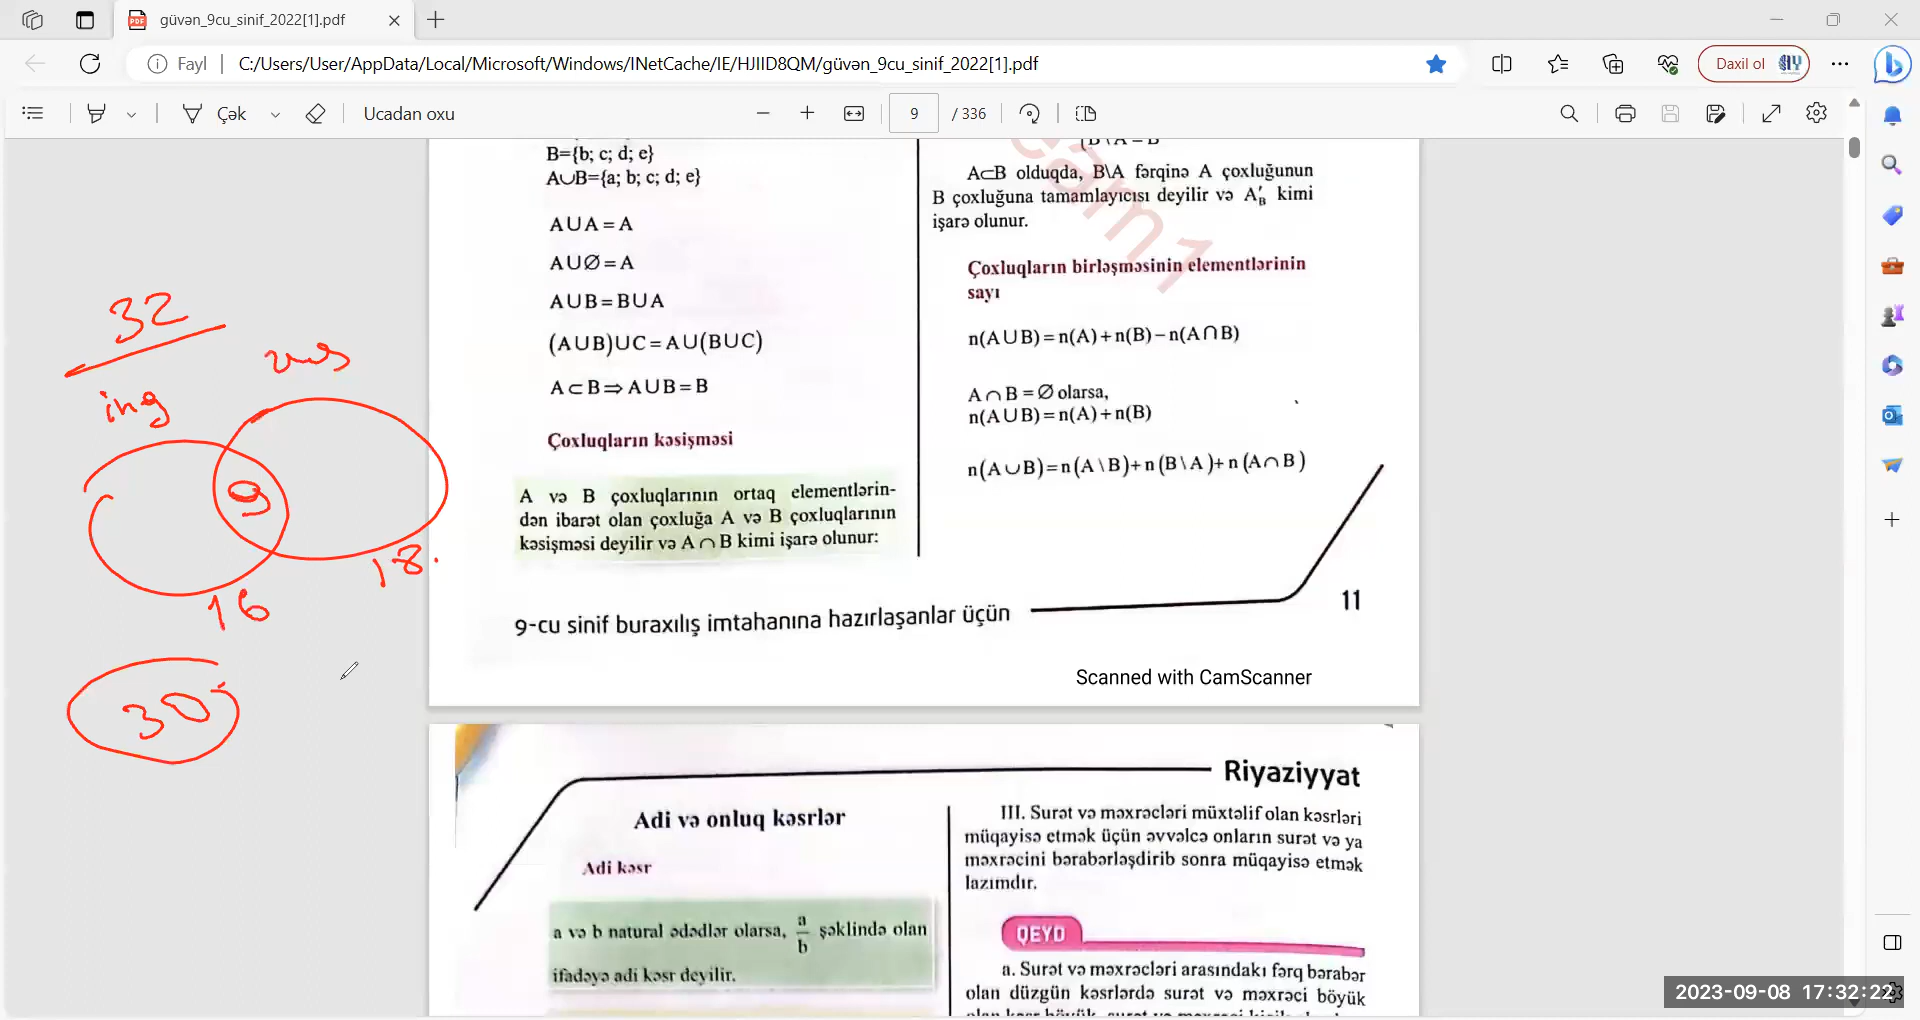 güvən_9cu_sinif_2022[1].pdf
Fayl
C:/Users/User/AppData/Local/Microsoft/Windows/INetCache/IE/HJIID8QM/güvən_9cu_sinif_2022[1].pdf
Daxil ol
Çək
Ucadan oxu
9 / 336
B={b; c; d; e}
A∪B={a; b; c; d; e}
A∪A=A
A∪Ø=A
A∪B=B∪A
(A∪B)∪C=A∪(B∪C)
A⊂B⇒A∪B=B
Çoxluqların kəsişməsi
A və B çoxluqlarının ortaq elementlərin-
dən ibarət olan çoxluğa A və B çoxluqlarının
kəsişməsi deyilir və A∩B kimi işarə olunur:
(B\A=B
A⊂B olduqda, B\A fərqinə A çoxluğunun
B çoxluğuna tamamlayıcısı deyilir və A′B kimi
işarə olunur.
Çoxluqların birləşməsinin elementlərinin
sayı
n(A∪B)=n(A)+n(B)−n(A∩B)
A∩B=Ø olarsa,
n(A∪B)=n(A)+n(B)
n(A∪B)=n(A\B)+n(B\A)+n(A∩B)
9-cu sinif buraxılış imtahanına hazırlaşanlar üçün
11
Scanned with CamScanner
32
rus
ing
9
18.
16
30
Riyaziyyat
Adi və onluq kəsrlər
Adi kəsr
a və b natural ədədlər olarsa, a/b şəklində olan
ifadəyə adi kəsr deyilir.
III. Surət və məxrəcləri müxtəlif olan kəsrləri
müqayisə etmək üçün əvvəlcə onların surət və ya
məxrəcini bərabərləşdirib sonra müqayisə etmək
lazımdır.
QEYD
a. Surət və məxrəcləri arasındakı fərq bərabər
olan düzgün kəsrlərdə surət və məxrəci böyük
2023-09-08 17:32:22